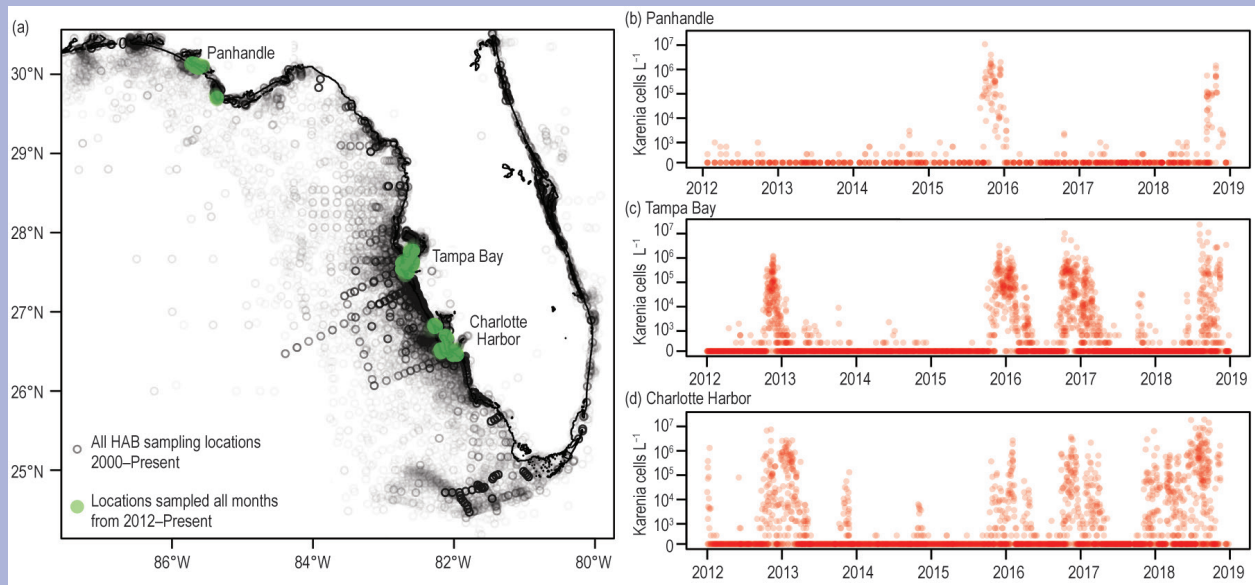 (a)
30°N
29°N
28°N
27°N
26°N
25°N
86°W
84°W
82°W
80°W
Panhandle
Tampa Bay
Charlotte
Harbor
All HAB sampling locations
2000–Present
Locations sampled all months
from 2012–Present
(b) Panhandle
Karenia cells L⁻¹
10⁷
10⁶
10⁵
10³
0
2012
2013
2014
2015
2016
2017
2018
2019
(c) Tampa Bay
Karenia cells L⁻¹
10⁷
10⁶
10⁵
10⁴
10³
0
2012
2013
2014
2015
2016
2017
2018
2019
(d) Charlotte Harbor
Karenia cells L⁻¹
10⁷
10⁶
10⁵
10⁴
10³
0
2012
2013
2014
2015
2016
2017
2018
2019